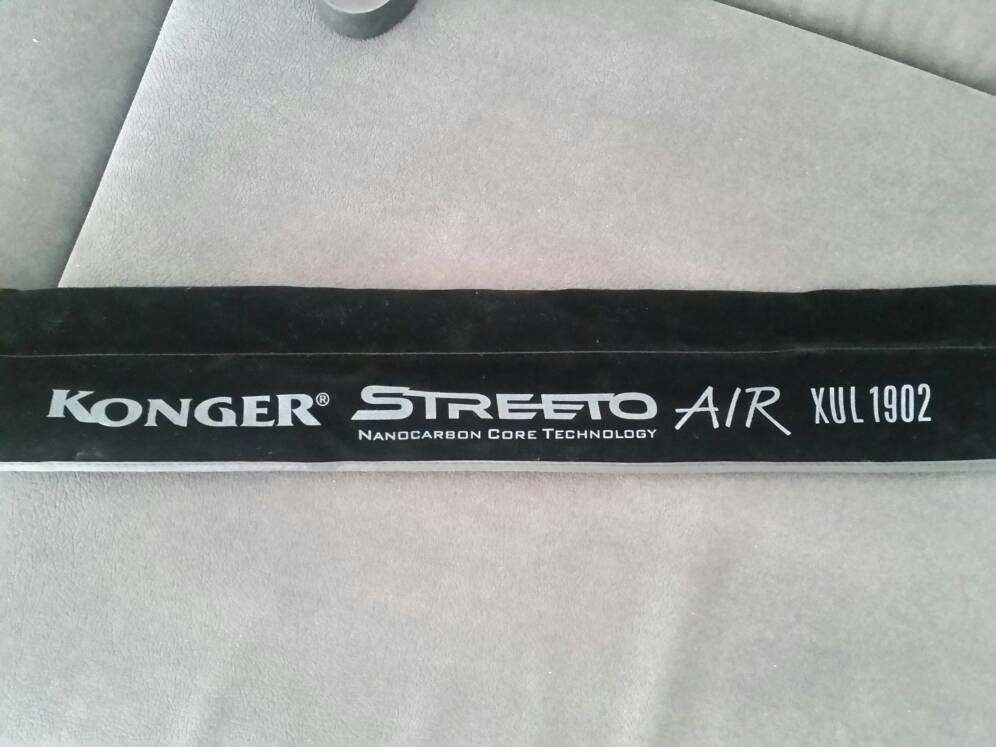 KONGER® STREETO AIR XUL 1902
NANOCARBON CORE TECHNOLOGY